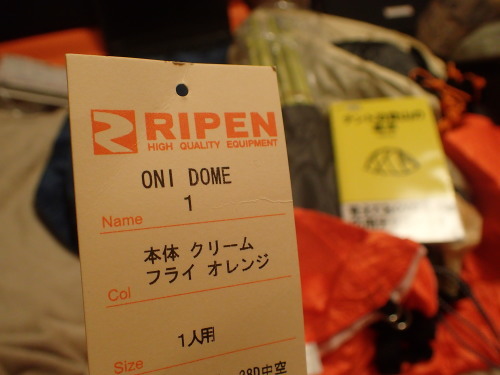 RIPEN
HIGH QUALITY EQUIPMENT
ONI DOME
1
Name
本体 クリーム
フライ オレンジ
Col
1人用
Size